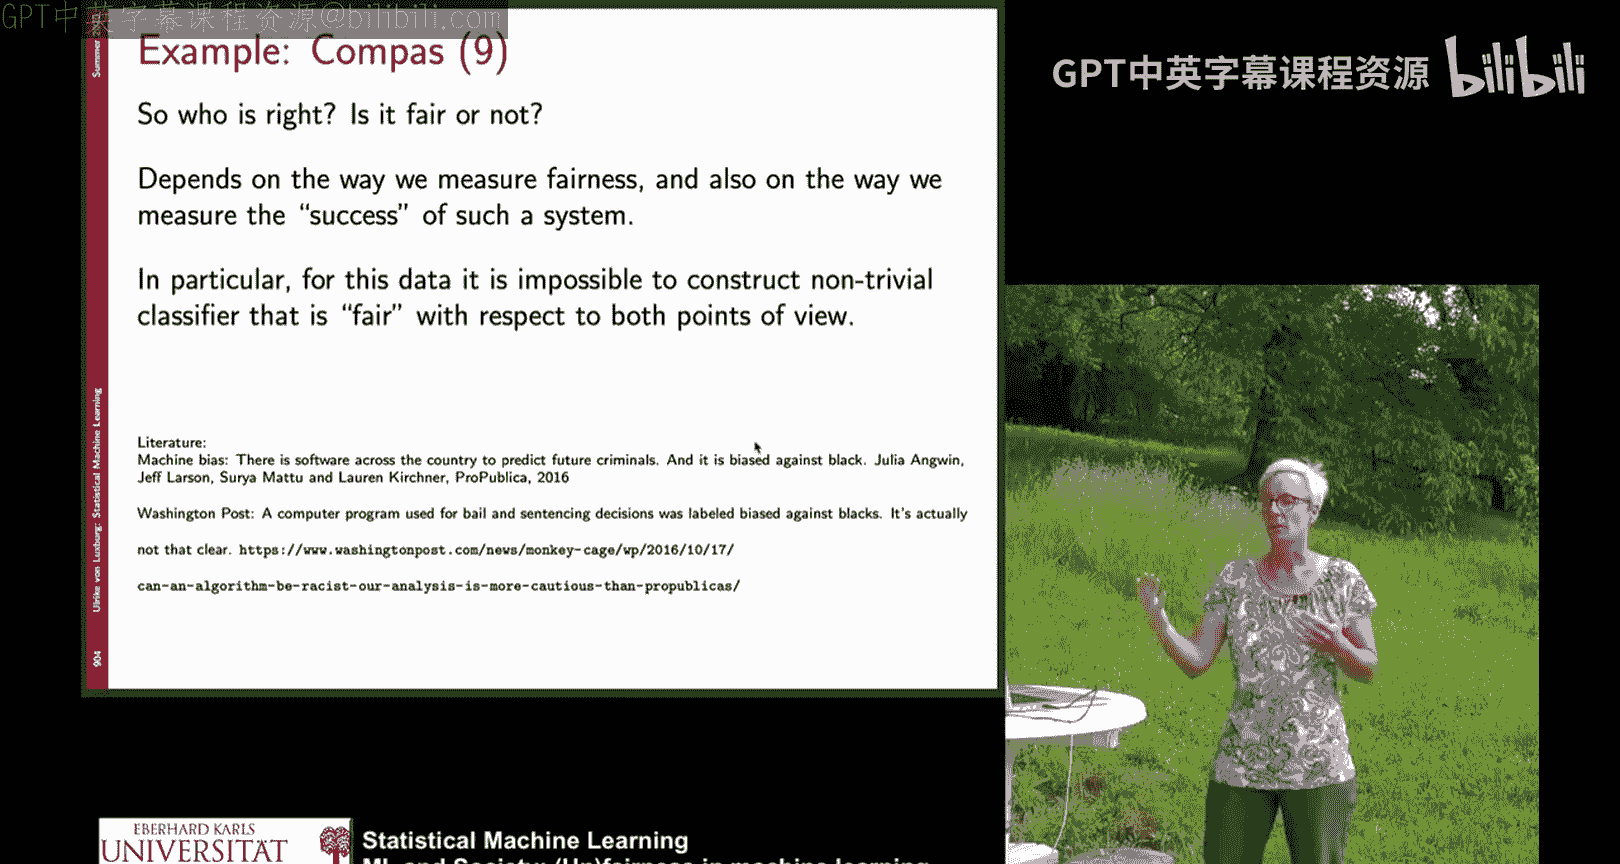 GPT中英字幕课程资源@bilibili.com
Example: Compas (9)
So who is right? Is it fair or not?
Depends on the way we measure fairness, and also on the way we
measure the “success” of such a system.
In particular, for this data it is impossible to construct non-trivial
classifier that is “fair” with respect to both points of view.
Literature:
Machine bias: There is software across the country to predict future criminals. And it is biased against black. Julia Angwin,
Jeff Larson, Surya Mattu and Lauren Kirchner, ProPublica, 2016
Washington Post: A computer program used for bail and sentencing decisions was labeled biased against blacks. It's actually
not that clear. https://www.washingtonpost.com/news/monkey-cage/wp/2016/10/17/
can-an-algorithm-be-racist-our-analysis-is-more-cautious-than-propublicas/
Summer
Ulrike von Luxburg: Statistical Machine Learning
904
GPT中英字幕课程资源 bilibili
EBERHARD KARLS
UNIVERSITÄT
Statistical Machine Learning
ML and Society: (Un)fairness in machine learning